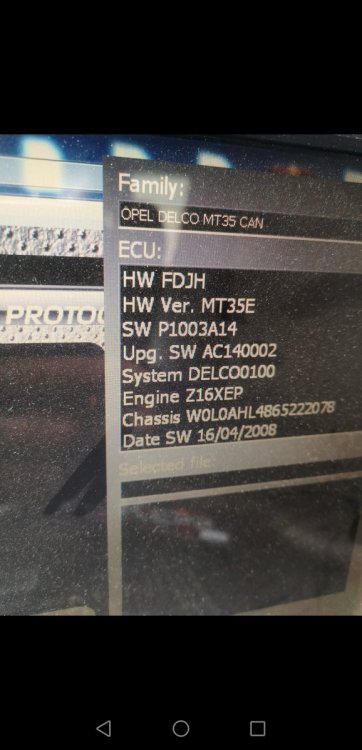 Family:
OPEL DELCO MT35 CAN
ECU:
HW FDJH
HW Ver. MT35E
PROTO
SW P1003A14
Upg. SW AC140002
System DELCO0100
Engine Z16XEP
Chassis W0L0AHL4865222078
Date SW 16/04/2008
Selected file: